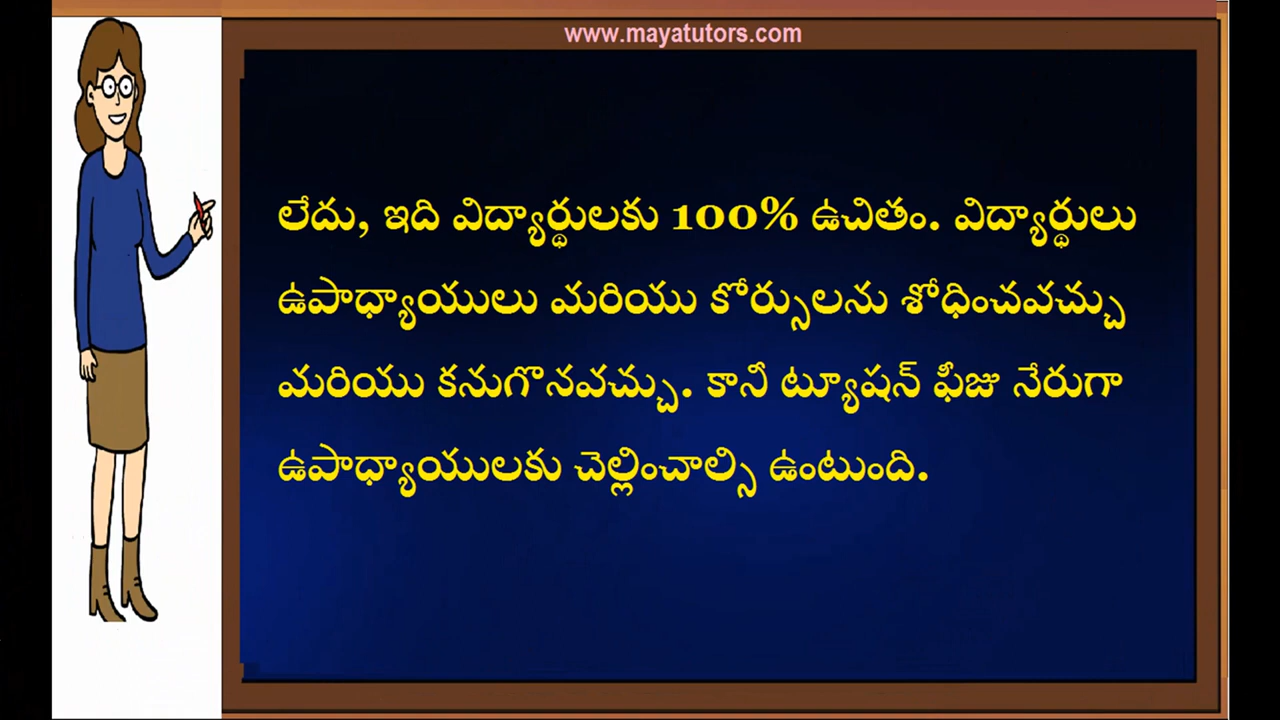 www.mayatutors.com
లేదు, ఇది విద్యార్థులకు 100% ఉచితం. విద్యార్థులు
ఉపాధ్యాయులు మరియు కోర్సులను శోధించవచ్చు
మరియు కనుగొనవచ్చు. కానీ ట్యూషన్ ఫీజు నేరుగా
ఉపాధ్యాయులకు చెల్లించాల్సి ఉంటుంది.